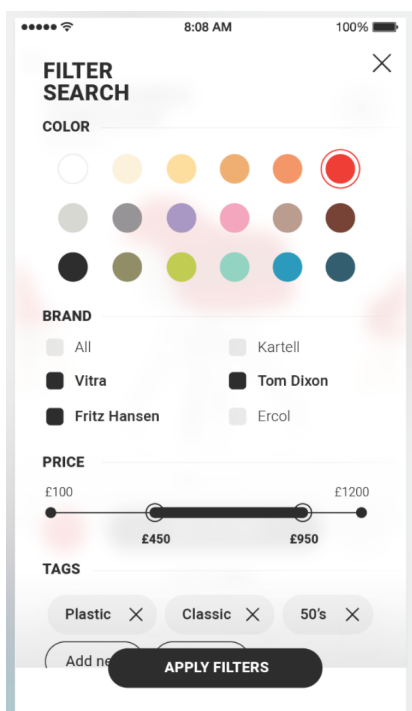 8:08 AM 100%
FILTER
SEARCH
COLOR
BRAND
All Kartell
Vitra Tom Dixon
Fritz Hansen Ercol
PRICE
£100 £1200
£450 £950
TAGS
Plastic Classic 50's
Add
APPLY FILTERS